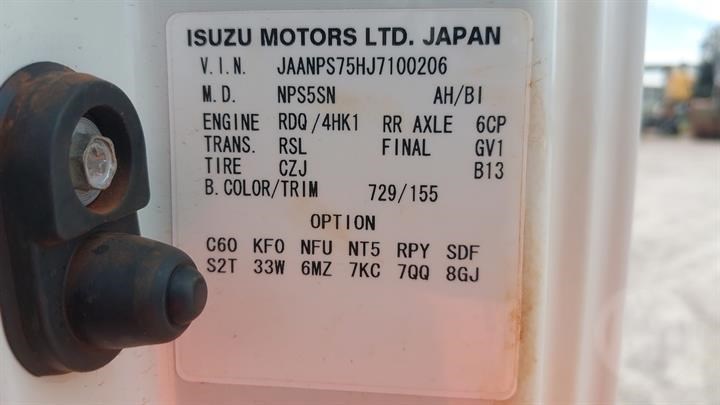 ISUZU MOTORS LTD. JAPAN
V.I.N. JAANPS75HJ7100206
M.D. NPS5SN AH/BI
ENGINE RDQ/4HK1 RR AXLE 6CP
TRANS. RSL FINAL GV1
TIRE CZJ B13
B.COLOR/TRIM 729/155
OPTION
C60 KFO NFU NT5 RPY SDF
S2T 33W 6MZ 7KC 7QQ 8GJ